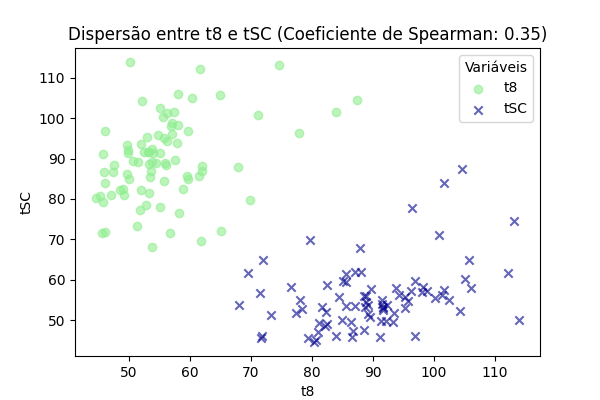 Dispersão entre t8 e tSC (Coeficiente de Spearman: 0.35)
Variáveis
t8
tSC
tSC
110
100
90
80
70
60
50
50 60 70 80 90 100 110
t8